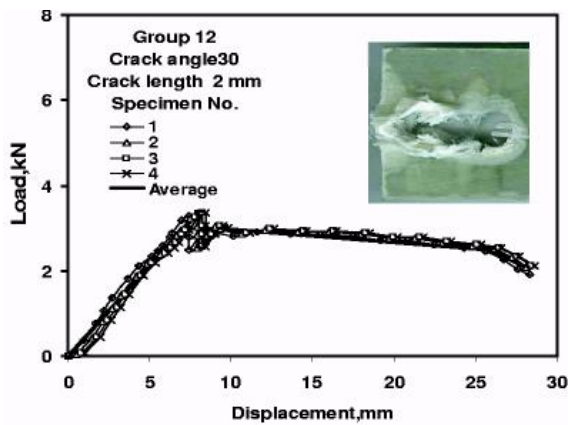 Group 12
Crack angle30
Crack length 2 mm
Specimen No.
1
2
3
4
Average
Load,kN
8
6
4
2
0
0 5 10 15 20 25 30
Displacement,mm